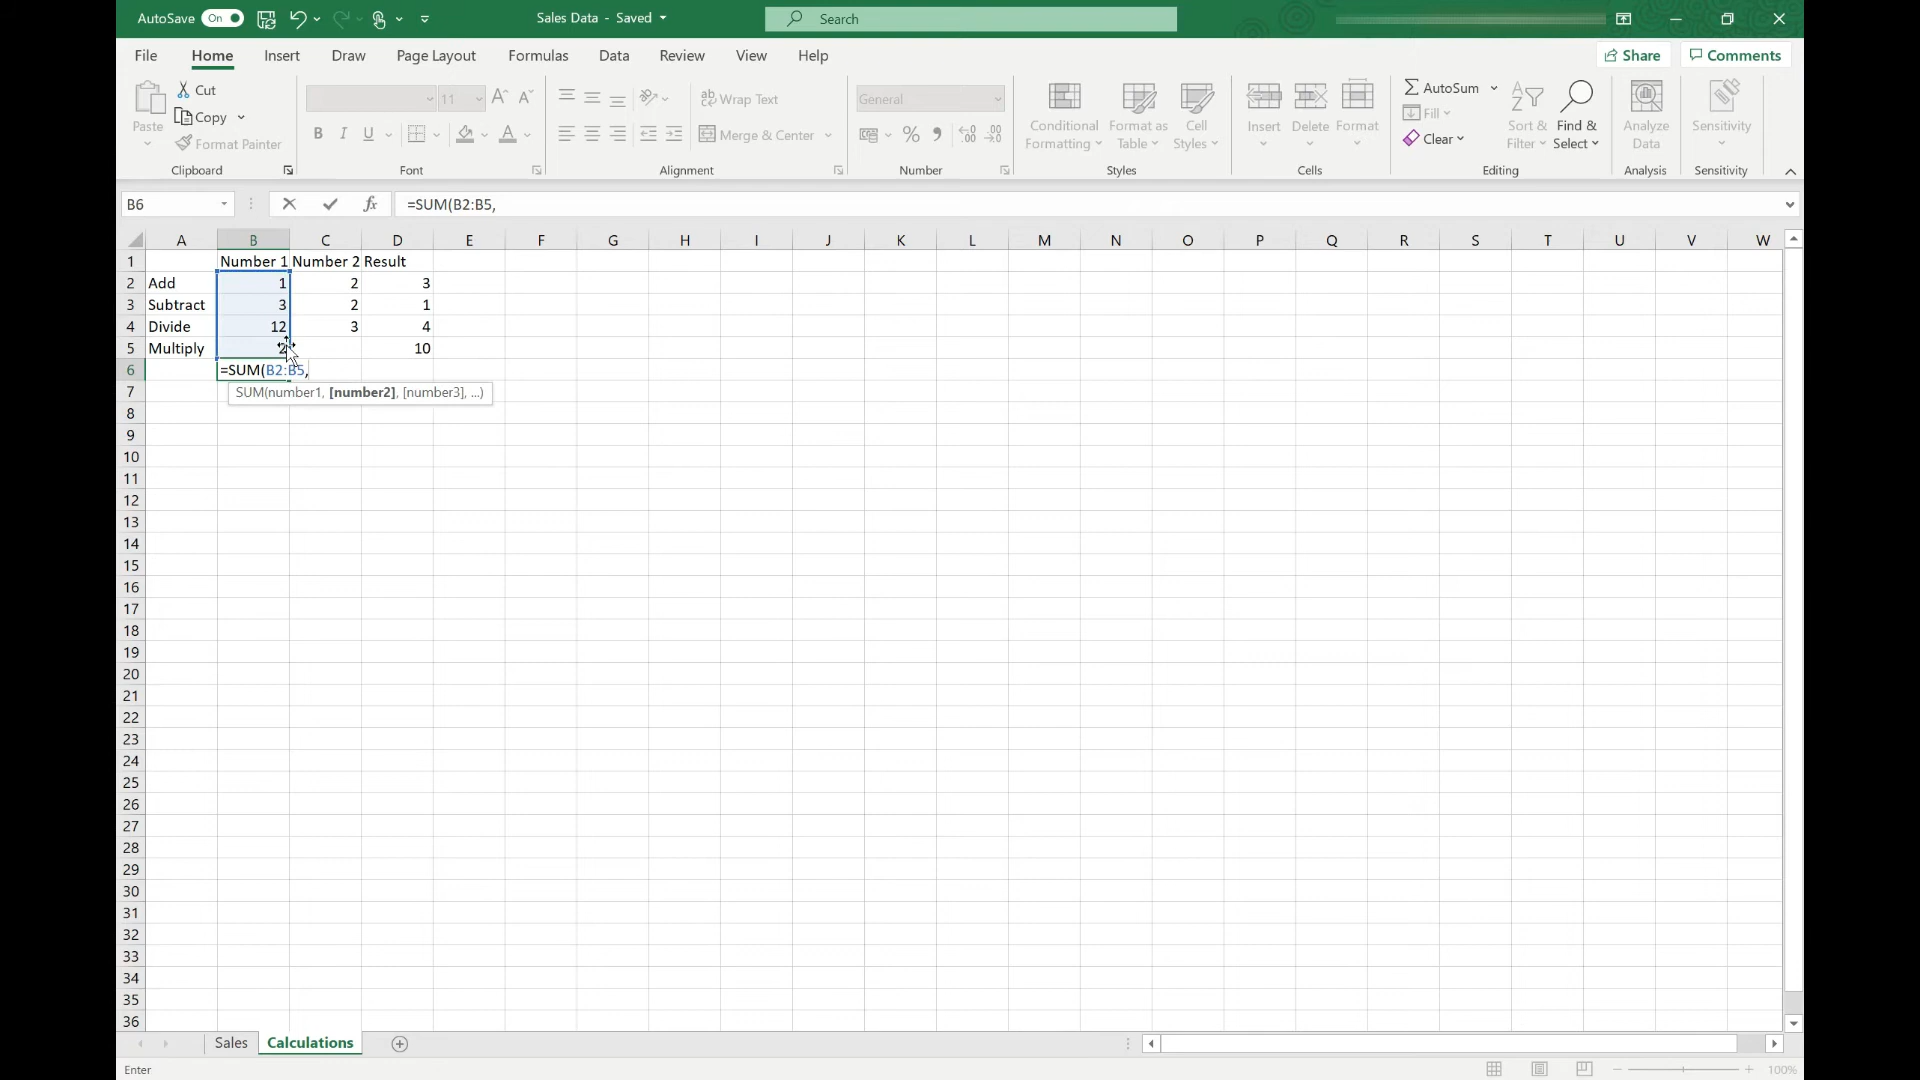 AutoSave On Sales Data - Saved Search
File Home Insert Draw Page Layout Formulas Data Review View Help Share Comments
Paste Cut Copy Format Painter Clipboard
11 B I U Font
Wrap Text Merge & Center Alignment
General % Number
Conditional Formatting Format as Table Cell Styles Styles
Insert Delete Format Cells
AutoSum Fill Clear Sort & Filter Find & Select Editing
Analyze Data Analysis
Sensitivity Sensitivity
B6 fx =SUM(B2:B5,
A B C D E F G H I J K L M N O P Q R S T U V W
1 Number 1 Number 2 Result
2 Add 1 2 3
3 Subtract 3 2 1
4 Divide 12 3 4
5 Multiply 2 10
6 =SUM(B2:B5,
7 SUM(number1, [number2], [number3], ...)
8
9
10
11
12
13
14
15
16
17
18
19
20
21
22
23
24
25
26
27
28
29
30
31
32
33
34
35
36
Sales Calculations
Enter 100%